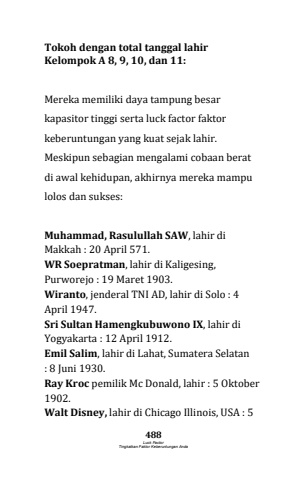 Tokoh dengan total tanggal lahir
Kelompok A 8, 9, 10, dan 11:
Mereka memiliki daya tampung besar
kapasitor tinggi serta luck factor faktor
keberuntungan yang kuat sejak lahir.
Meskipun sebagian mengalami cobaan berat
di awal kehidupan, akhirnya mereka mampu
lolos dan sukses:
Muhammad, Rasulullah SAW, lahir di
Makkah : 20 April 571.
WR Soepratman, lahir di Kaligesing,
Purworejo : 19 Maret 1903.
Wiranto, jenderal TNI AD, lahir di Solo : 4
April 1947.
Sri Sultan Hamengkubuwono IX, lahir di
Yogyakarta : 12 April 1912.
Emil Salim, lahir di Lahat, Sumatera Selatan
: 8 Juni 1930.
Ray Kroc pemilik Mc Donald, lahir : 5 Oktober
1902.
Walt Disney, lahir di Chicago Illinois, USA : 5
488
Luck Factor
Tingkatkan Faktor Keberuntungan Anda